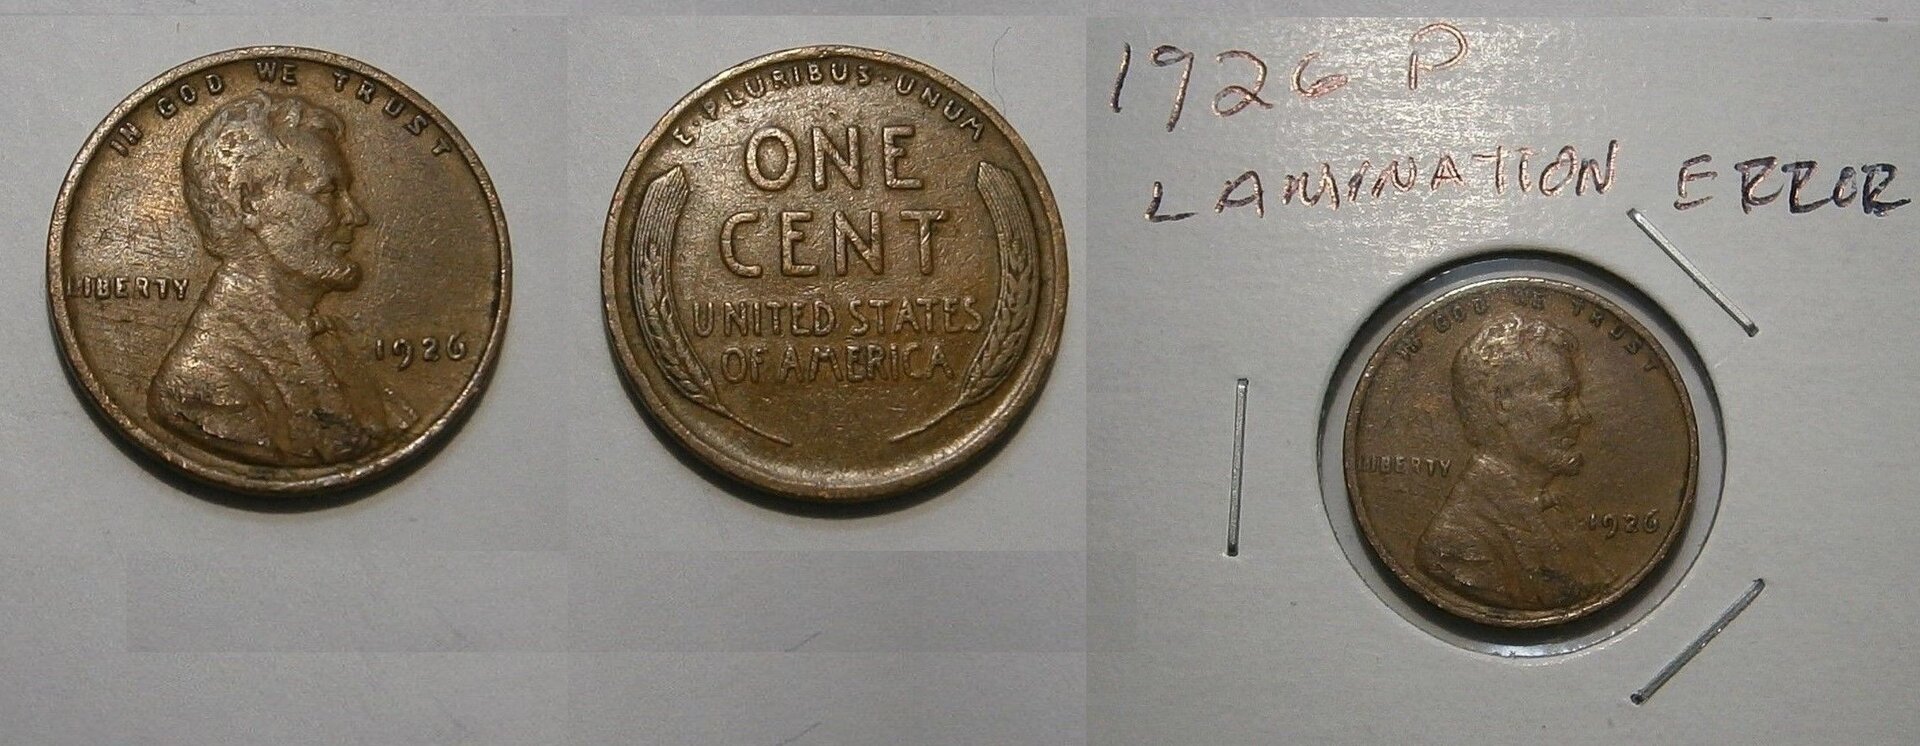 IN GOD WE TRUST
LIBERTY
1926
E·PLURIBUS·UNUM
ONE
CENT
UNITED STATES
OF AMERICA
1926 P
LAMINATION ERROR
IN GOD WE TRUST
LIBERTY
1926